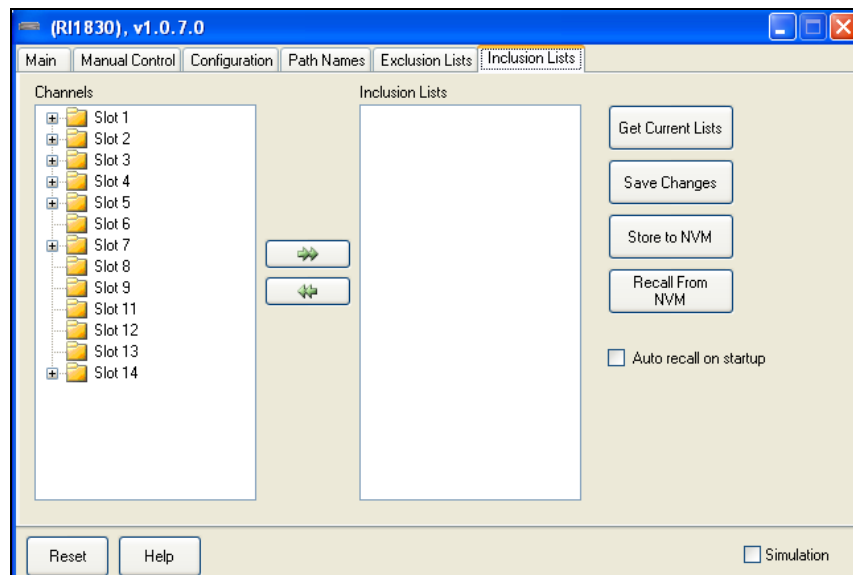 (RI1830), v1.0.7.0
Main Manual Control Configuration Path Names Exclusion Lists Inclusion Lists
Channels
Slot 1
Slot 2
Slot 3
Slot 4
Slot 5
Slot 6
Slot 7
Slot 8
Slot 9
Slot 11
Slot 12
Slot 13
Slot 14
Inclusion Lists
Get Current Lists
Save Changes
Store to NVM
Recall From
NVM
Auto recall on startup
Reset Help Simulation